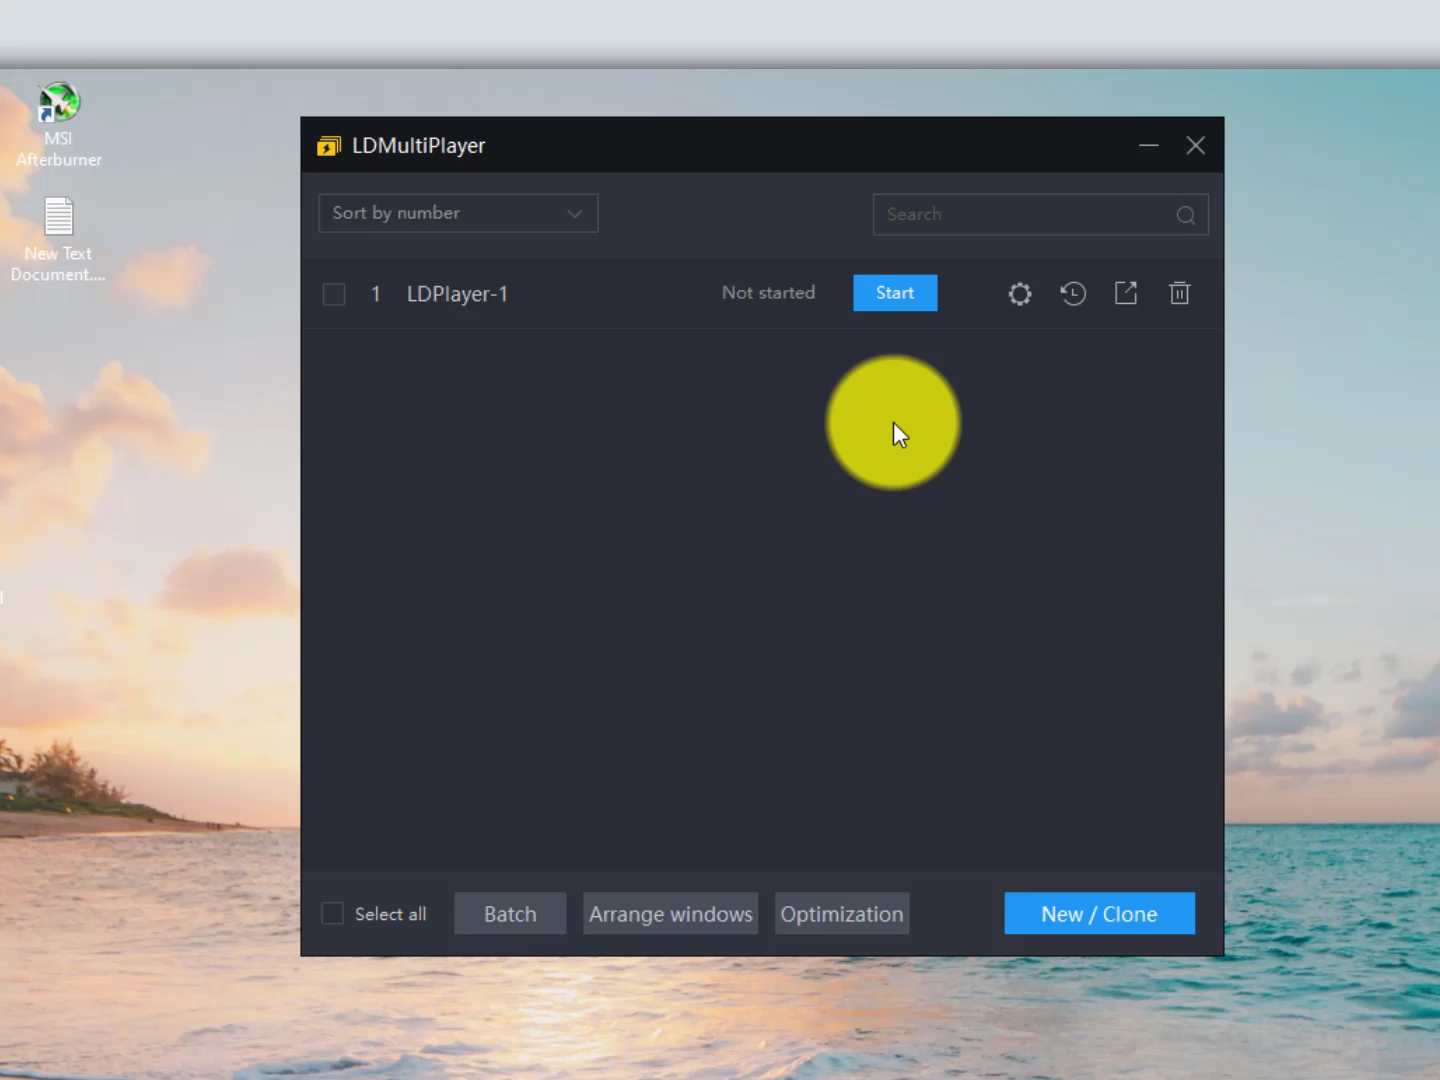 MSI
Afterburner
New Text
Document....
LDMultiPlayer
Sort by number
Search
1 LDPlayer-1 Not started Start
Select all Batch Arrange windows Optimization New / Clone